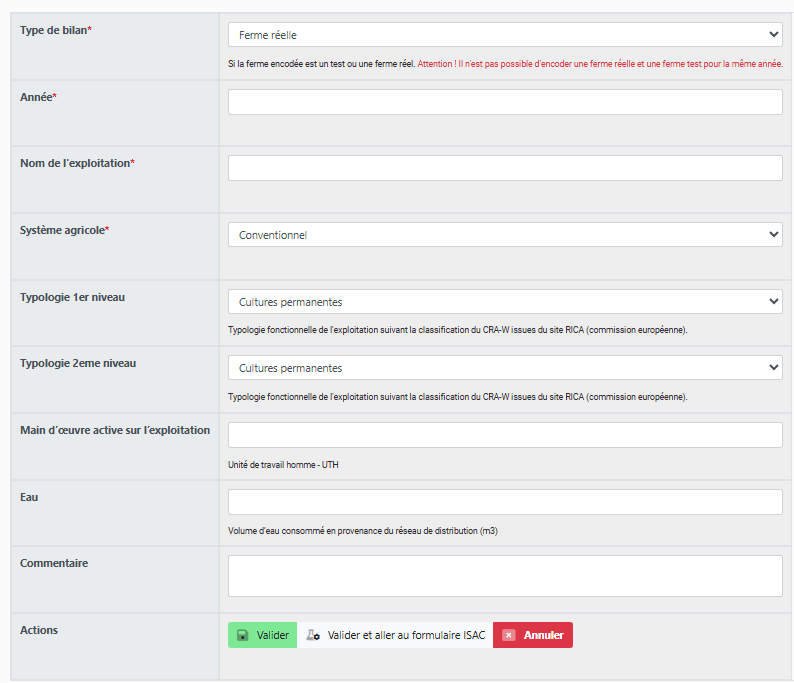 Type de bilan*
Ferme réelle
Si la ferme encodée est un test ou une ferme réel. Attention ! Il n'est pas possible d'encoder une ferme réelle et une ferme test pour la même année.
Année*
Nom de l'exploitation*
Système agricole*
Conventionnel
Typologie 1er niveau
Cultures permanentes
Typologie fonctionnelle de l'exploitation suivant la classification du CRA-W issues du site RICA (commission européenne).
Typologie 2eme niveau
Cultures permanentes
Typologie fonctionnelle de l'exploitation suivant la classification du CRA-W issues du site RICA (commission européenne).
Main d'œuvre active sur l'exploitation
Unité de travail homme - UTH
Eau
Volume d'eau consommé en provenance du réseau de distribution (m3)
Commentaire
Actions
Valider
Valider et aller au formulaire ISAC
Annuler